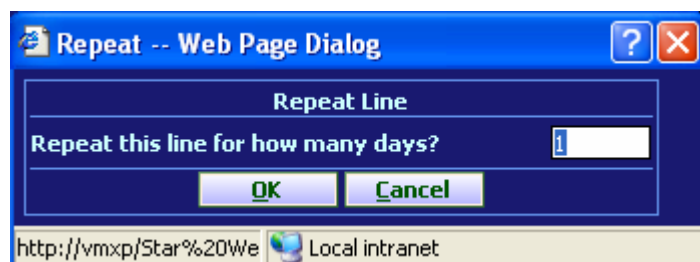 Repeat -- Web Page Dialog
Repeat Line
Repeat this line for how many days? 1
OK Cancel
http://vmxp/Star%20We Local intranet